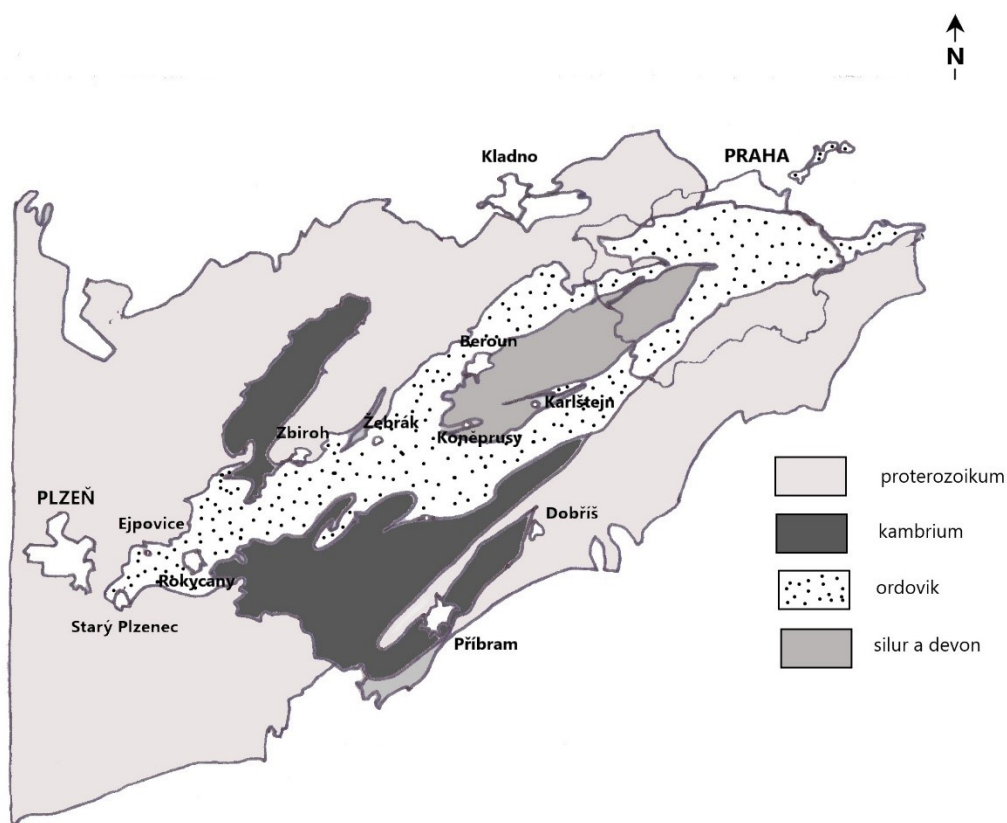 N
PRAHA
Kladno
Beroun
Karlštejn
Žebrák
Koněprusy
Zbiroh
PLZEŇ
Ejpovice
Dobříš
Rokycany
Starý Plzenec
Příbram
proterozoikum
kambrium
ordovik
silur a devon